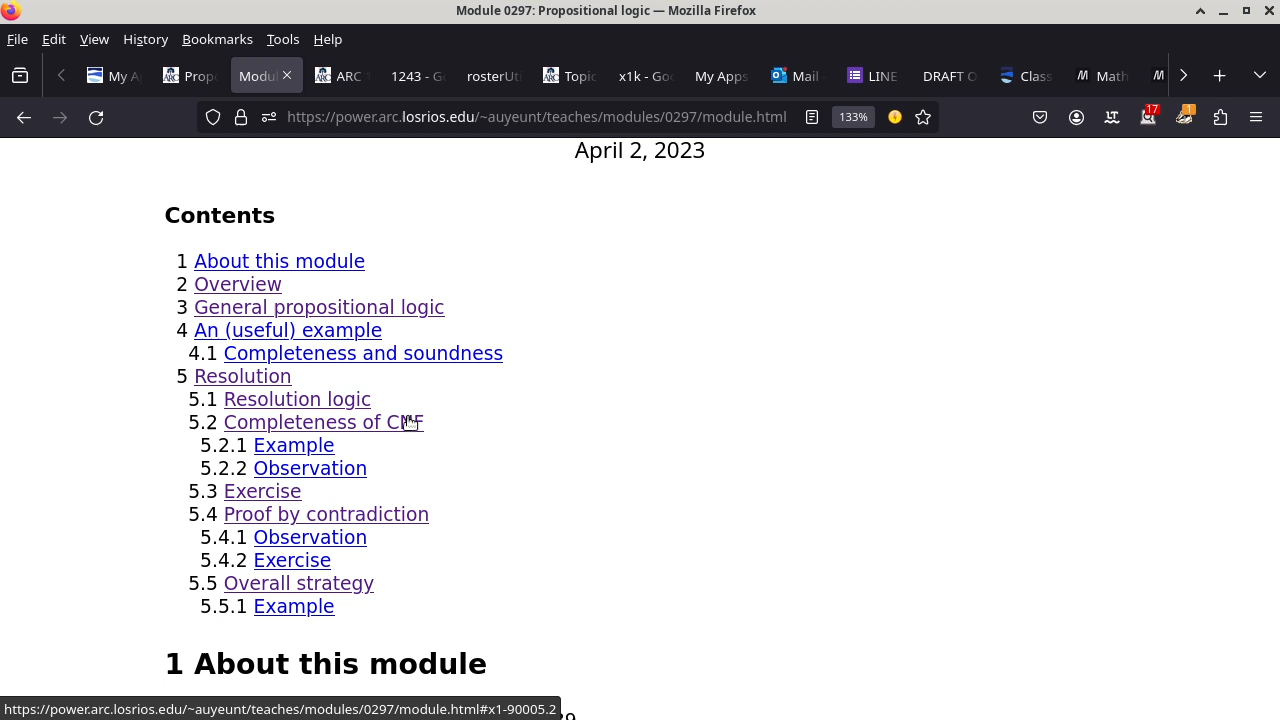 Module 0297: Propositional logic — Mozilla Firefox
File Edit View History Bookmarks Tools Help
My A ARC Prop Modul ARC ARC 1243 - G rosterUti ARC Topic x1k - Goo My Apps Mail - LINE DRAFT O Class Math
https://power.arc.losrios.edu/~auyeunt/teaches/modules/0297/module.html 133% 17 1
April 2, 2023
Contents
1 About this module
2 Overview
3 General propositional logic
4 An (useful) example
4.1 Completeness and soundness
5 Resolution
5.1 Resolution logic
5.2 Completeness of CNF
5.2.1 Example
5.2.2 Observation
5.3 Exercise
5.4 Proof by contradiction
5.4.1 Observation
5.4.2 Exercise
5.5 Overall strategy
5.5.1 Example
1 About this module
https://power.arc.losrios.edu/~auyeunt/teaches/modules/0297/module.html#x1-90005.2